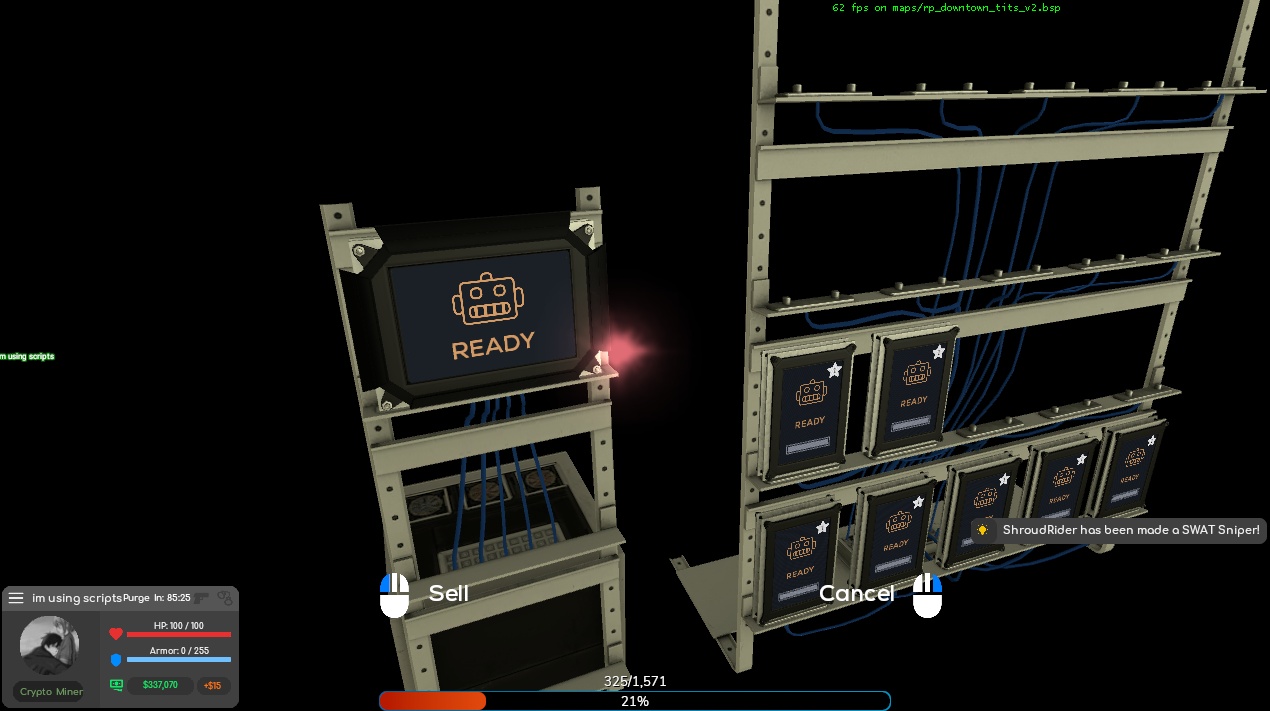 62 fps on maps/rp_downtown_tits_v2.bsp
READY
READY
READY
READY
READY
READY
READY
READY
m using scripts
ShroudRider has been made a SWAT Sniper!
Sell
Cancel
im using scripts
Purge In: 85:25
HP: 100 / 100
Armor: 0 / 255
Crypto Miner
$337,070
+$15
325/1,571
21%